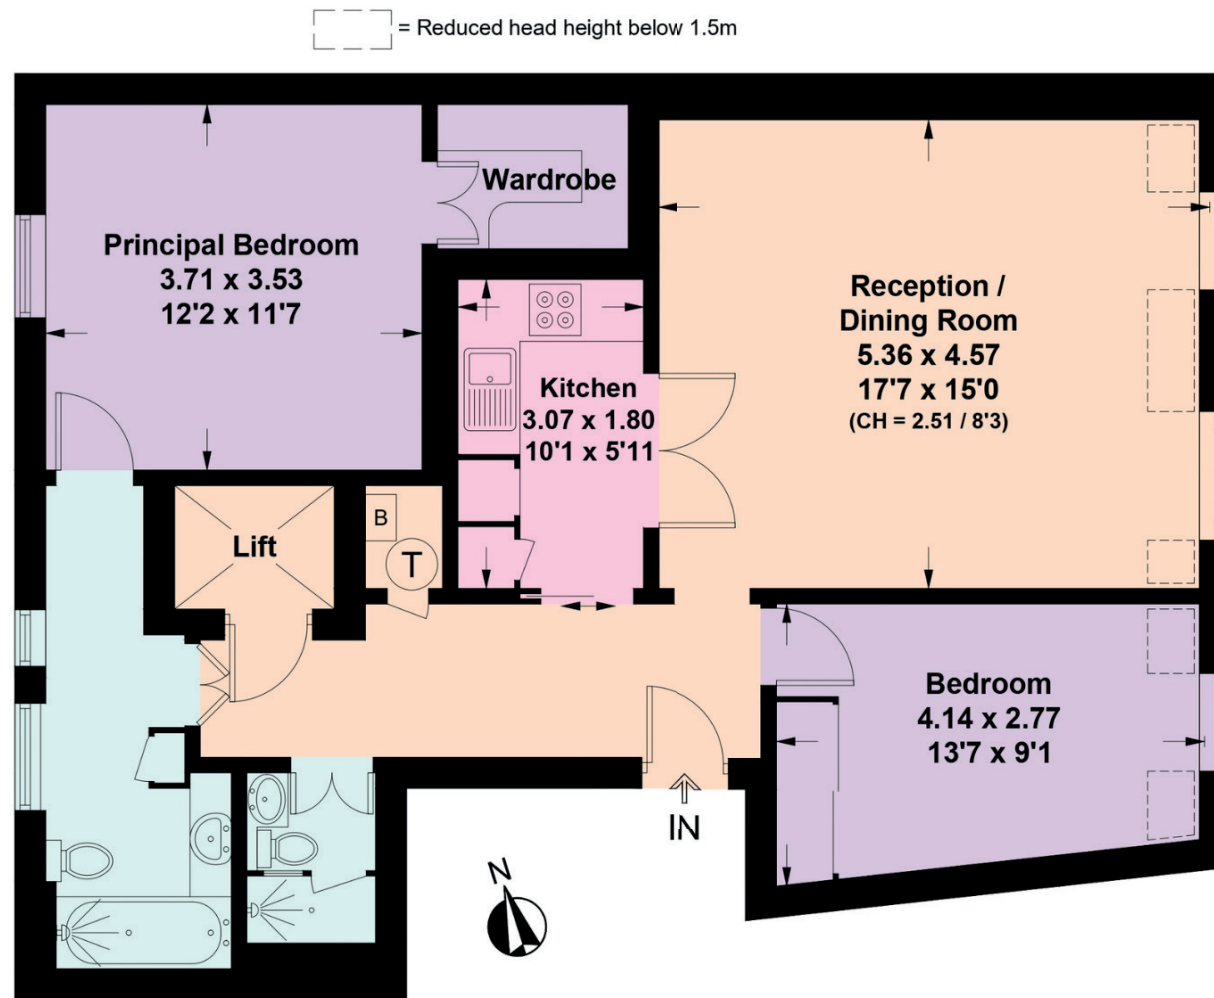 = Reduced head height below 1.5m
Wardrobe
Principal Bedroom
3.71 x 3.53
12'2 x 11'7
Reception /
Dining Room
5.36 x 4.57
17'7 x 15'0
(CH = 2.51 / 8'3)
Kitchen
3.07 x 1.80
10'1 x 5'11
B
T
Lift
Bedroom
4.14 x 2.77
13'7 x 9'1
IN
N